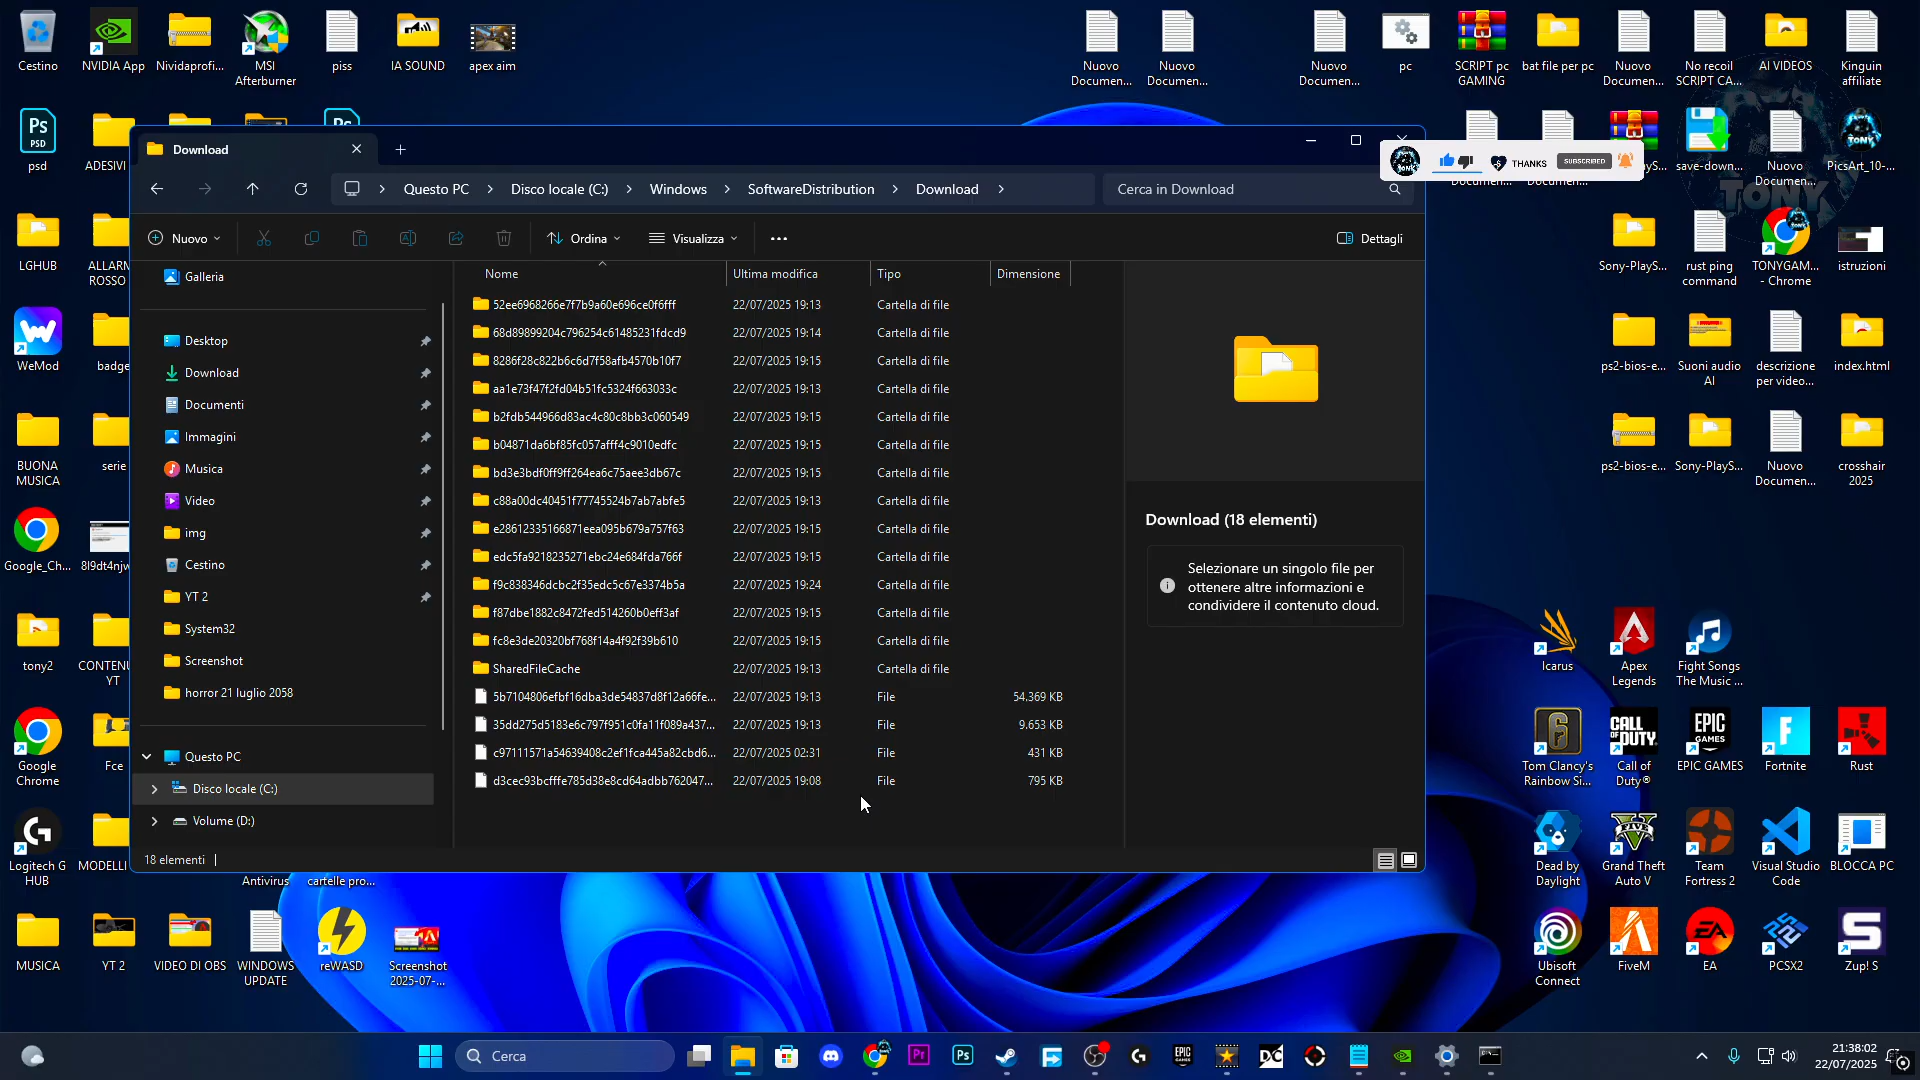 Cestino
NVIDIA App
Nividaprofi...
MSI
Afterburner
piss
IA SOUND
apex aim
Nuovo
Documen...
Nuovo
Documen...
Nuovo
Documen...
pc
SCRIPT pc
GAMING
bat file per pc
Nuovo
Documen...
No recoil
SCRIPT CA...
AI VIDEOS
Kinguin
affiliate
psd
ADESIVI
save-down...
Nuovo
Documen...
PicsArt_10-...
THANKS
SUBSCRIBED
TONY
Download
Questo PC
Disco locale (C:)
Windows
SoftwareDistribution
Download
Cerca in Download
Nuovo
Ordina
Visualizza
Dettagli
Galleria
Desktop
Download
Documenti
Immagini
Musica
Video
img
Cestino
YT 2
System32
Screenshot
horror 21 luglio 2058
Questo PC
Disco locale (C:)
Volume (D:)
Nome
Ultima modifica
Tipo
Dimensione
52ee6968266e7f7b9a60e696ce0f6fff 22/07/2025 19:13 Cartella di file
68d89899204c796254c61485231fdcd9 22/07/2025 19:14 Cartella di file
8286f28c822b6c6d7f58afb4570b10f7 22/07/2025 19:15 Cartella di file
aa1e73f47f2fd04b51fc5324f663033c 22/07/2025 19:13 Cartella di file
b2fdb544966d83ac4c80c8bb3c060549 22/07/2025 19:15 Cartella di file
b04871da6bf85fc057afff4c9010edfc 22/07/2025 19:15 Cartella di file
bd3e3bdf0ff9ff264ea6c75aee3db67c 22/07/2025 19:15 Cartella di file
c88a00dc40451f77745524b7ab7abfe5 22/07/2025 19:13 Cartella di file
e28612335166871eea095b679a757f63 22/07/2025 19:15 Cartella di file
edc5fa9218235271ebc24e684fda766f 22/07/2025 19:15 Cartella di file
f9c838346dcbc2f35edc5c67e3374b5a 22/07/2025 19:24 Cartella di file
f87dbe1882c8472fed514260b0eff3af 22/07/2025 19:15 Cartella di file
fc8e3de20320bf768f14a4f92f39b610 22/07/2025 19:15 Cartella di file
SharedFileCache 22/07/2025 19:13 Cartella di file
5b7104806efbf16dba3de54837d8f12a66fe... 22/07/2025 19:13 File 54.369 KB
35dd275d5183e6c797f951c0fa11f089a437... 22/07/2025 19:13 File 9.653 KB
c97111571a54639408c2ef1fca445a82cbd6... 22/07/2025 02:31 File 431 KB
d3cec93bcfffe785d38e8cd64adbb762047... 22/07/2025 19:08 File 795 KB
Download (18 elementi)
Selezionare un singolo file per
ottenere altre informazioni e
condividere il contenuto cloud.
18 elementi
LGHUB
ALLARM
ROSSO
WeMod
badge
BUONA
MUSICA
serie
Google_Ch...
8l9dt4njw
tony2
CONTENU
YT
Google
Chrome
Fce
Logitech G
HUB
MODELLI
Antivirus
cartelle pro...
MUSICA
YT 2
VIDEO DI OBS
WINDOWS
UPDATE
reWASD
Screenshot
2025-07-...
Sony-PlayS...
rust ping
command
TONYGAM...
- Chrome
istruzioni
ps2-bios-e...
Suoni audio
AI
descrizione
per video...
index.html
ps2-bios-e...
Sony-PlayS...
Nuovo
Documen...
crosshair
2025
Icarus
Apex
Legends
Fight Songs
The Music ...
Tom Clancy's
Rainbow Si...
Call of
Duty®
EPIC GAMES
Fortnite
Rust
Dead by
Daylight
Grand Theft
Auto V
Team
Fortress 2
Visual Studio
Code
BLOCCA PC
Ubisoft
Connect
FiveM
EA
PCSX2
Zup! S
Cerca
21:38:02
22/07/2025